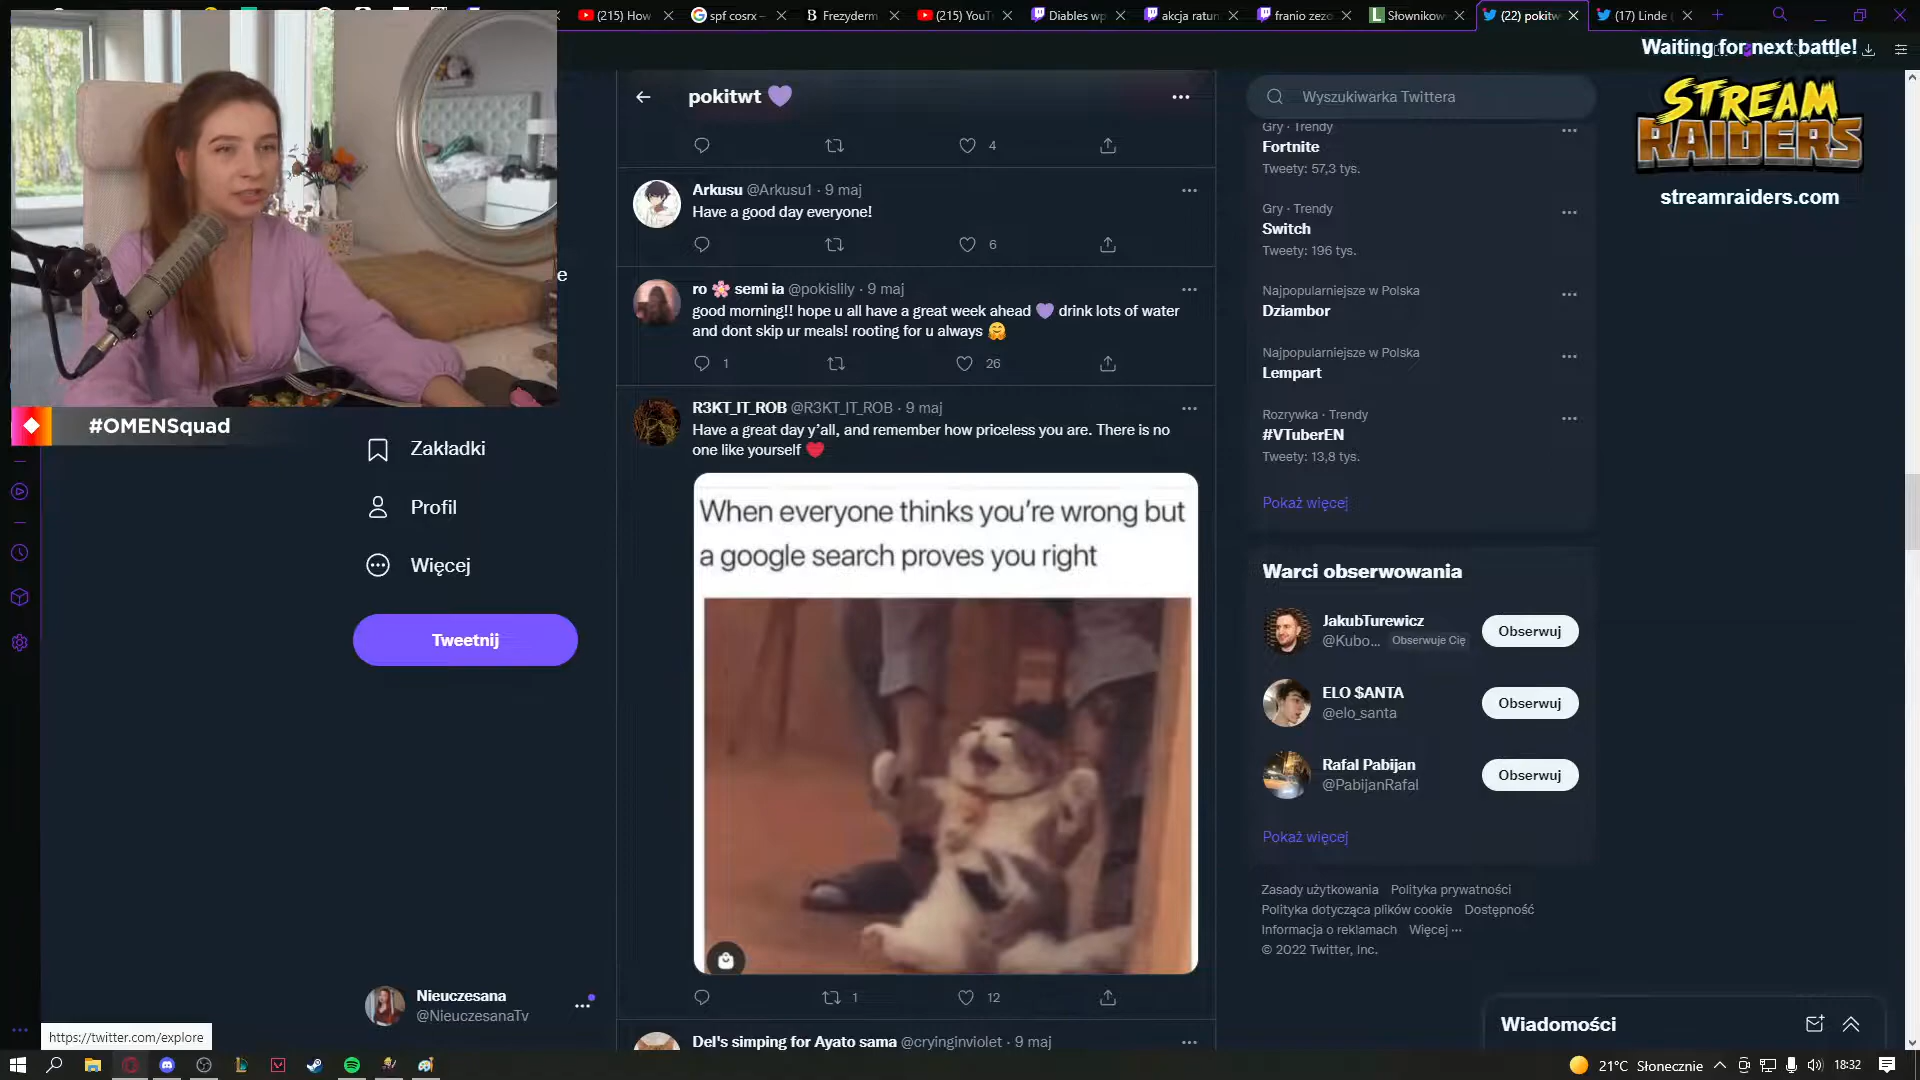 (215) How
spf cosrx –
Frezyderm
(215) YouT
Diables wp
akcja ratun
franio zezo
Słownikow
(22) pokitw
(17) Linde
Waiting for next battle!
STREAM
RAIDERS
streamraiders.com
#OMENSquad
e
Zakładki
Profil
Więcej
Tweetnij
Nieuczesana
@NieuczesanaTv
https://twitter.com/explore
pokitwt 💜
4
Arkusu @Arkusu1 · 9 maj
Have a good day everyone!
6
ro 🌸 semi ia @pokislily · 9 maj
good morning!! hope u all have a great week ahead 💜 drink lots of water
and dont skip ur meals! rooting for u always 🤗
1
26
R3KT_IT_ROB @R3KT_IT_ROB · 9 maj
Have a great day y’all, and remember how priceless you are. There is no
one like yourself ❤️
When everyone thinks you’re wrong but
a google search proves you right
1
12
Del's simping for Ayato sama @cryinginviolet · 9 maj
Wyszukiwarka Twittera
Gry · Trendy
Fortnite
Tweety: 57,3 tys.
Gry · Trendy
Switch
Tweety: 196 tys.
Najpopularniejsze w Polska
Dziambor
Najpopularniejsze w Polska
Lempart
Rozrywka · Trendy
#VTuberEN
Tweety: 13,8 tys.
Pokaż więcej
Warci obserwowania
JakubTurewicz
@Kubo... Obserwuje Cię
Obserwuj
ELO $ANTA
@elo_santa
Obserwuj
Rafal Pabijan
@PabijanRafal
Obserwuj
Pokaż więcej
Zasady użytkowania Polityka prywatności
Polityka dotycząca plików cookie Dostępność
Informacja o reklamach Więcej ···
© 2022 Twitter, Inc.
Wiadomości
21°C Słonecznie
18:32